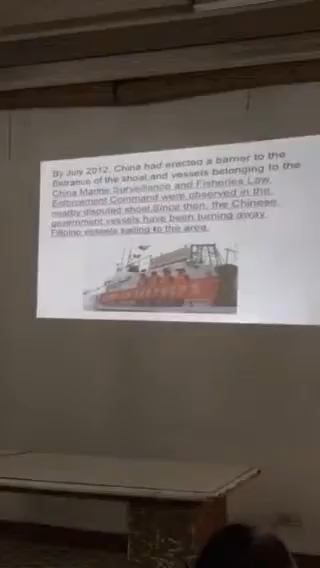 By July 2012, China had erected a barrier to the
entrance of the shoal and vessels belonging to the
China Marine Surveillance and Fisheries Law
Enforcement Command were observed in the
nearby disputed shoal.Since then, the Chinese
government vessels have been turning away
Filipino vessels sailing to the area.